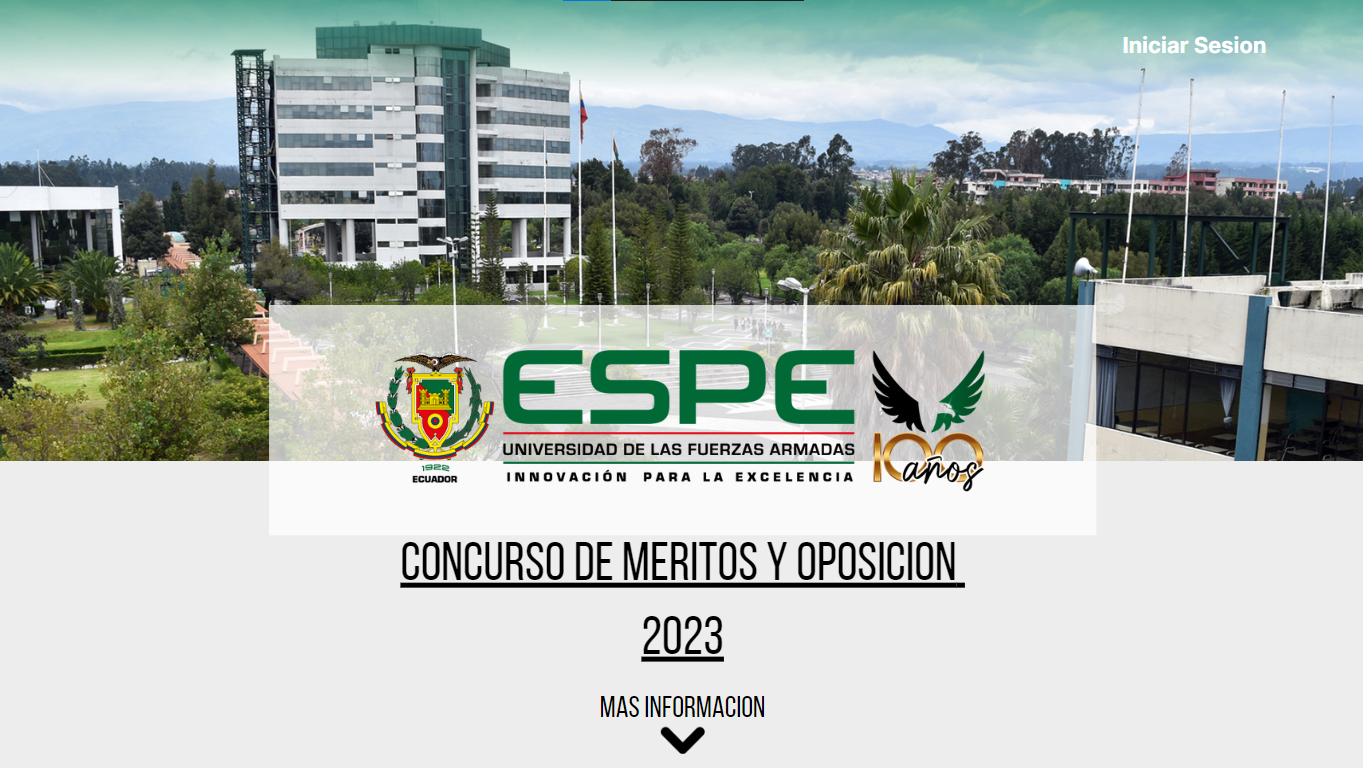 Iniciar Sesion
ESPE
UNIVERSIDAD DE LAS FUERZAS ARMADAS
INNOVACIÓN PARA LA EXCELENCIA
1922
ECUADOR
100
años
CONCURSO DE MERITOS Y OPOSICION
2023
MAS INFORMACION